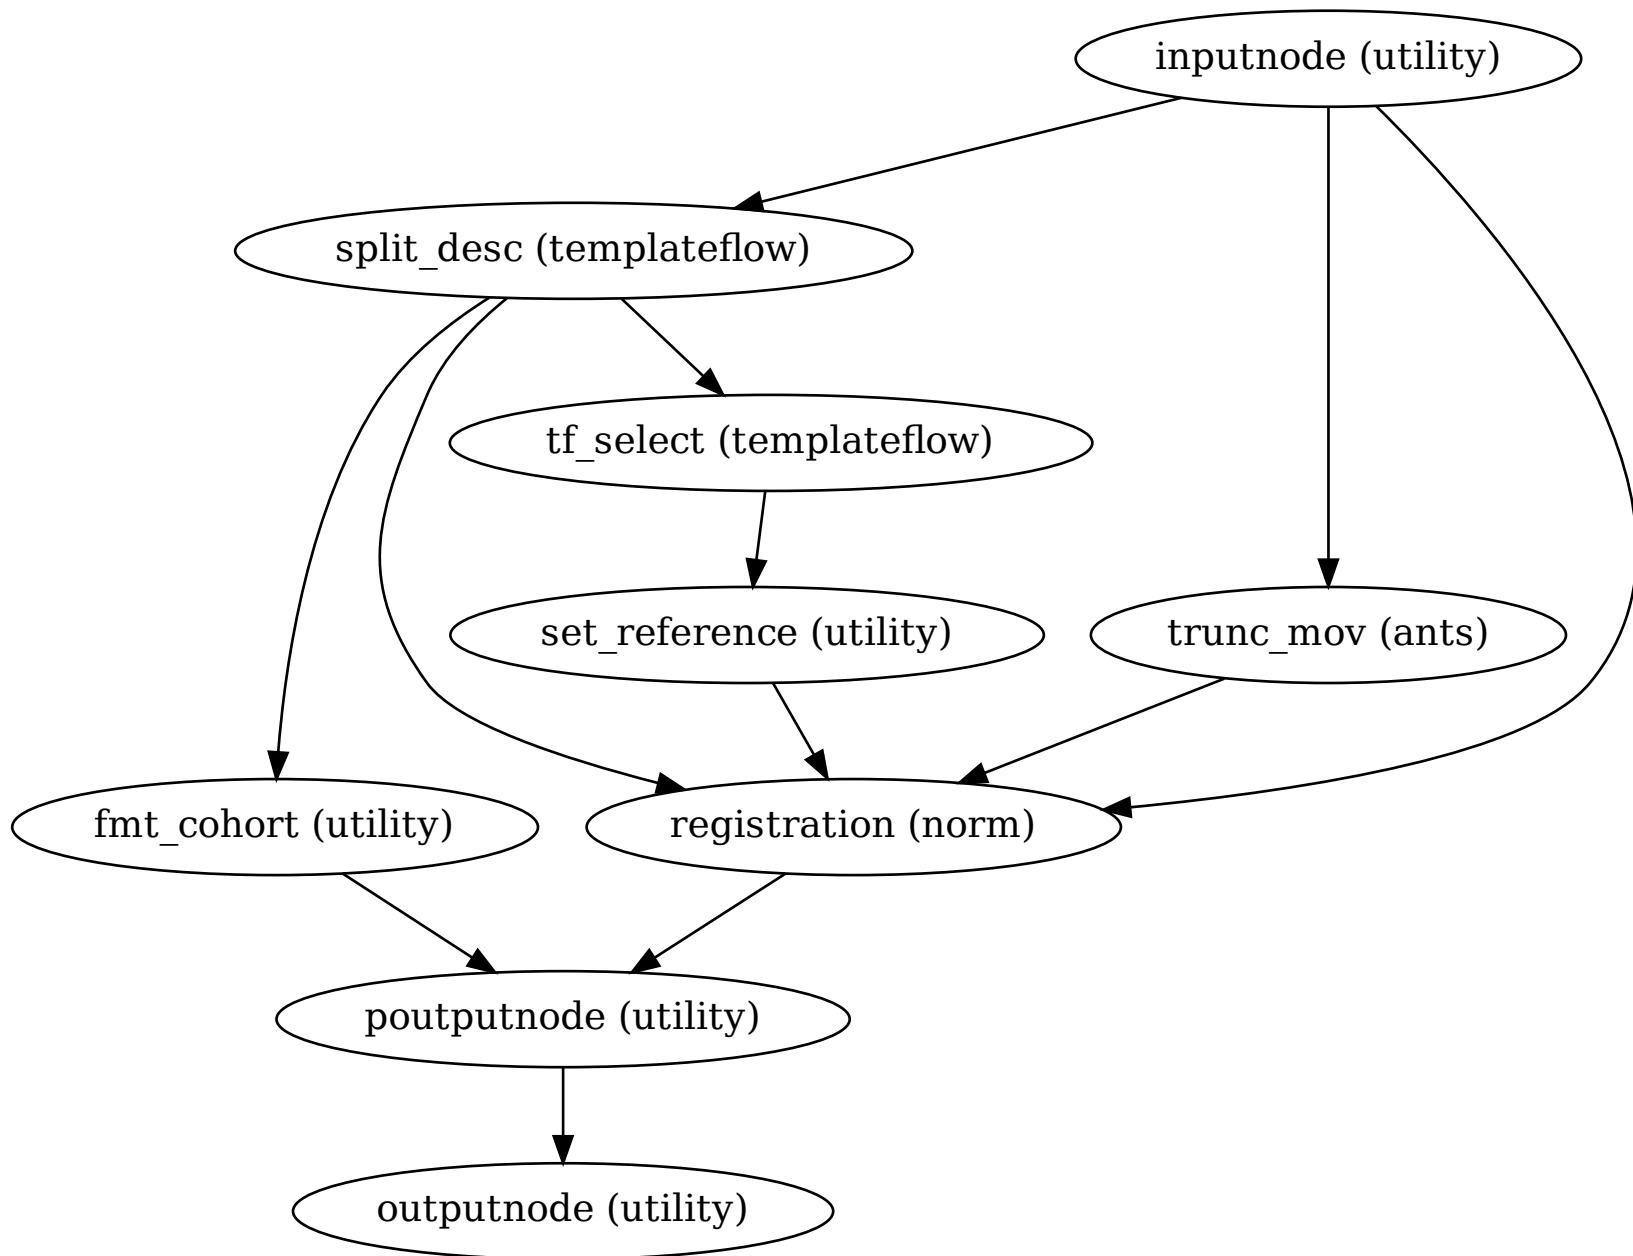 inputnode (utility)
split_desc (templateflow)
tf_select (templateflow)
set_reference (utility)
trunc_mov (ants)
fmt_cohort (utility)
registration (norm)
poutputnode (utility)
outputnode (utility)